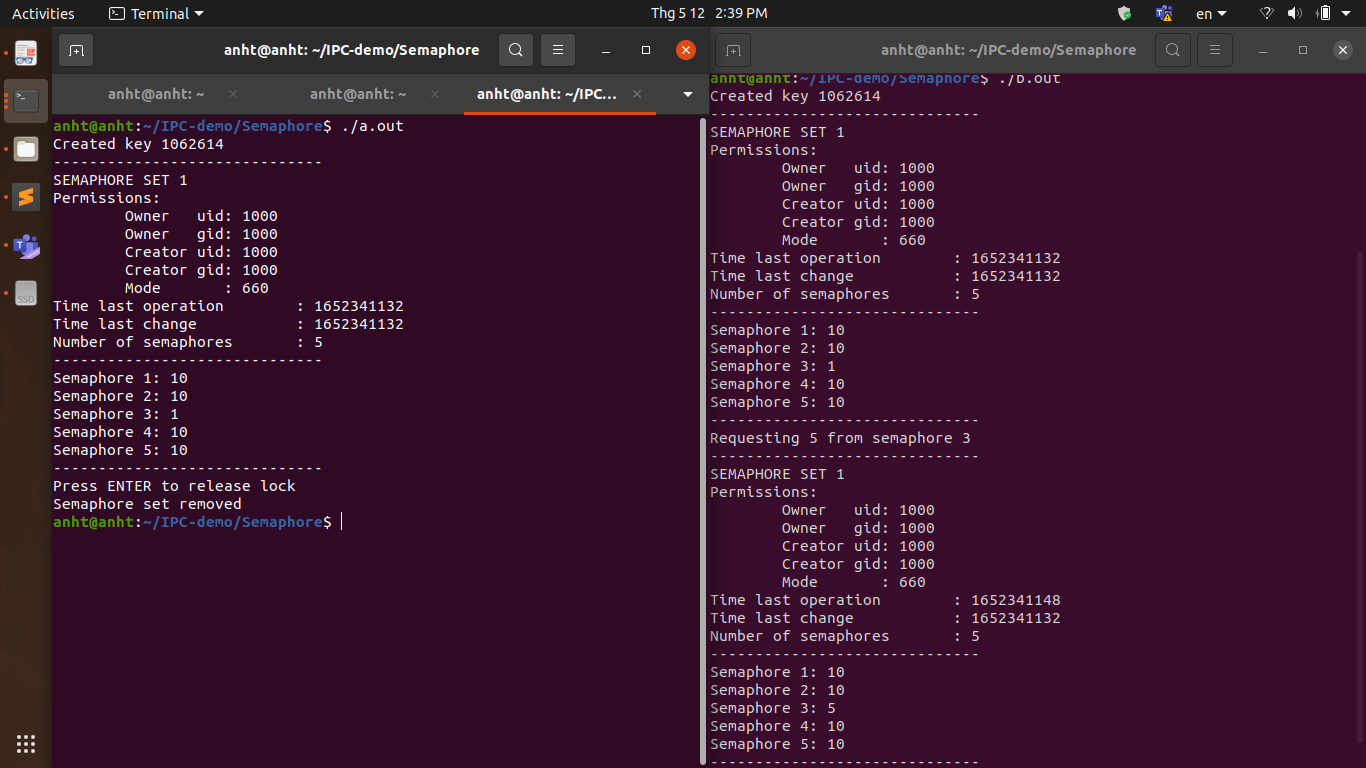 Activities Terminal Thg 5 12 2:39 PM en
anht@anht: ~/IPC-demo/Semaphore
anht@anht: ~ anht@anht: ~ anht@anht: ~/IPC...
anht@anht:~/IPC-demo/Semaphore$ ./a.out
Created key 1062614
------------------------------
SEMAPHORE SET 1
Permissions:
Owner uid: 1000
Owner gid: 1000
Creator uid: 1000
Creator gid: 1000
Mode : 660
Time last operation : 1652341132
Time last change : 1652341132
Number of semaphores : 5
------------------------------
Semaphore 1: 10
Semaphore 2: 10
Semaphore 3: 1
Semaphore 4: 10
Semaphore 5: 10
------------------------------
Press ENTER to release lock
Semaphore set removed
anht@anht:~/IPC-demo/Semaphore$
anht@anht: ~/IPC-demo/Semaphore
anht@anht:~/IPC-demo/Semaphore$ ./b.out
Created key 1062614
------------------------------
SEMAPHORE SET 1
Permissions:
Owner uid: 1000
Owner gid: 1000
Creator uid: 1000
Creator gid: 1000
Mode : 660
Time last operation : 1652341132
Time last change : 1652341132
Number of semaphores : 5
------------------------------
Semaphore 1: 10
Semaphore 2: 10
Semaphore 3: 1
Semaphore 4: 10
Semaphore 5: 10
------------------------------
Requesting 5 from semaphore 3
------------------------------
SEMAPHORE SET 1
Permissions:
Owner uid: 1000
Owner gid: 1000
Creator uid: 1000
Creator gid: 1000
Mode : 660
Time last operation : 1652341148
Time last change : 1652341132
Number of semaphores : 5
------------------------------
Semaphore 1: 10
Semaphore 2: 10
Semaphore 3: 5
Semaphore 4: 10
Semaphore 5: 10
------------------------------
SSD